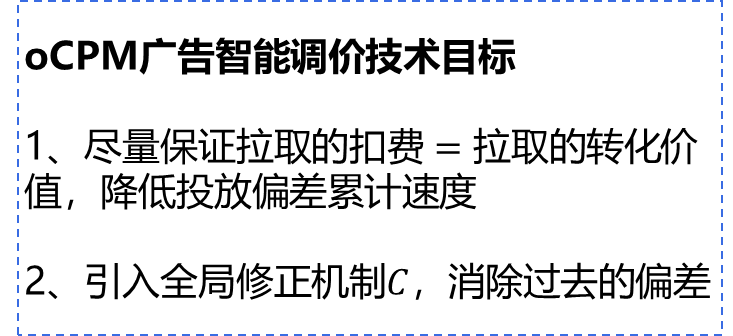 oCPM广告智能调价技术目标
1、尽量保证拉取的扣费 = 拉取的转化价
值，降低投放偏差累计速度
2、引入全局修正机制C，消除过去的偏差